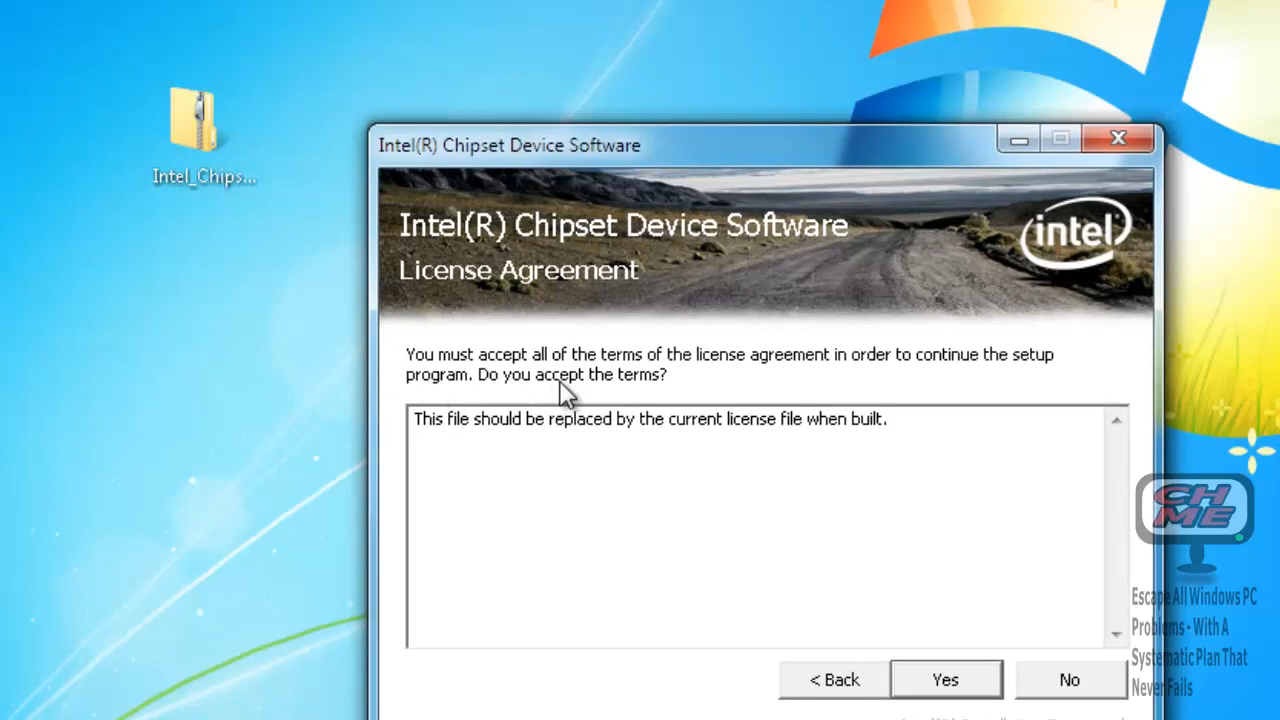 Intel_Chips...
Intel(R) Chipset Device Software
Intel(R) Chipset Device Software
intel
License Agreement
You must accept all of the terms of the license agreement in order to continue the setup
program. Do you accept the terms?
This file should be replaced by the current license file when built.
CH
ME
Escape All Windows PC
Problems - With A
Systematic Plan That
Never Fails
< Back
Yes
No